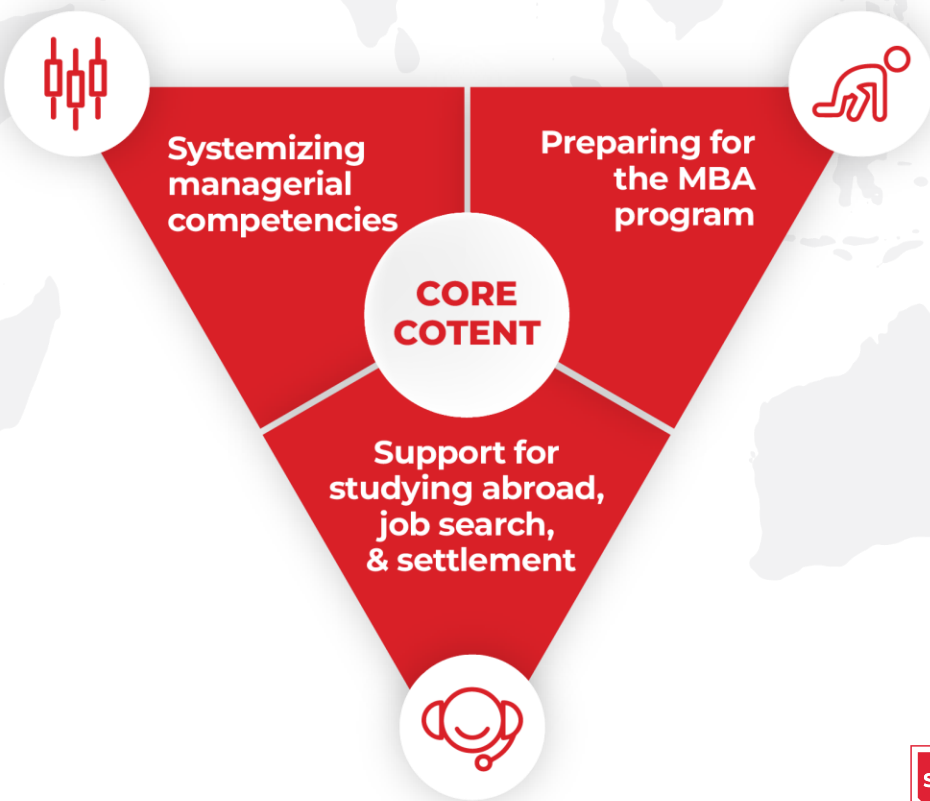 Systemizing
managerial
competencies
Preparing for
the MBA
program
CORE
COTENT
Support for
studying abroad,
job search,
& settlement